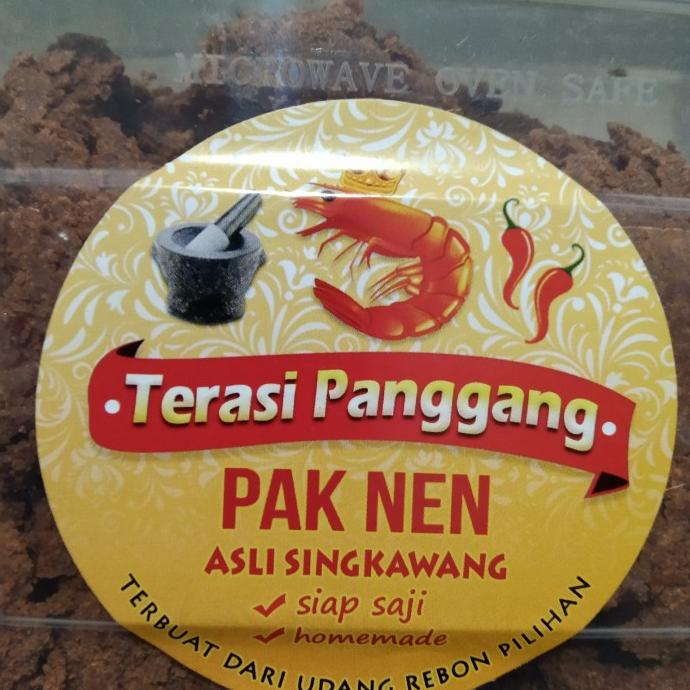 MICROWAVE OVEN SAFE
Terasi Panggang
PAK NEN
ASLI SINGKAWANG
siap saji
homemade
TERBUAT DARI UDANG REBON PILIHAN